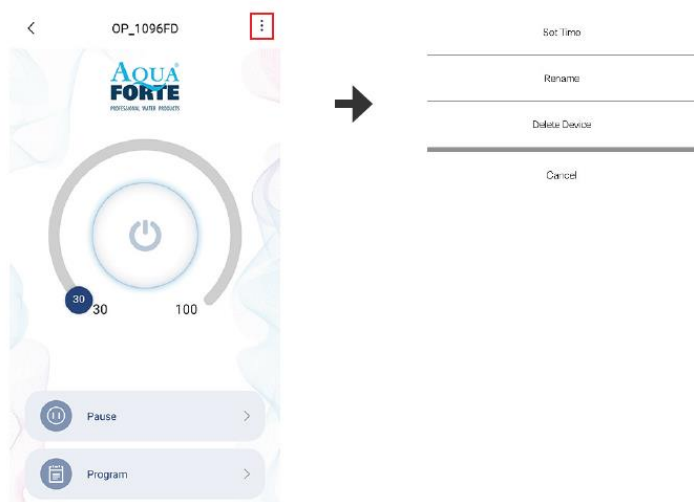 OP_1096FD
AQUA
FORTE
PROFESSIONAL WATER PRODUCTS
30
30
100
Pause
Program
Set Time
Rename
Delete Device
Cancel